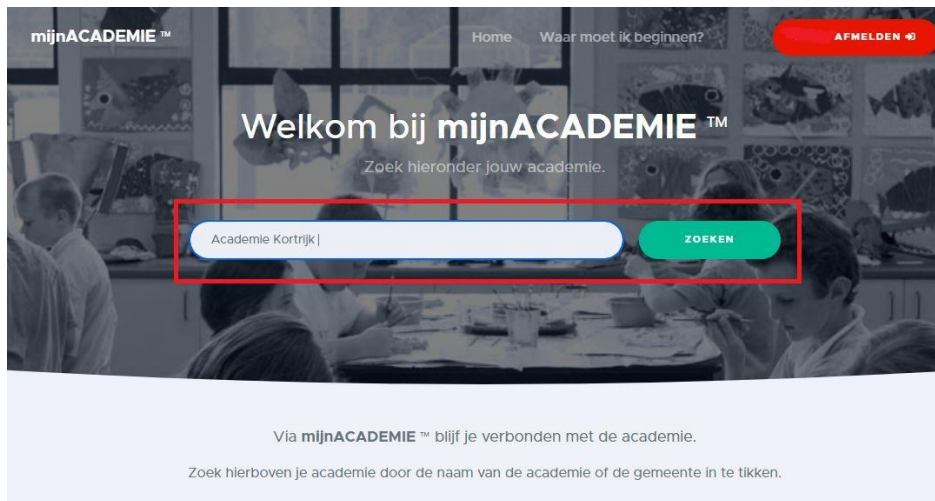 mijnACADEMIE ™ Home Waar moet ik beginnen? AFMELDEN
Welkom bij mijnACADEMIE ™
Zoek hieronder jouw academie.
Academie Kortrijk
ZOEKEN
Via mijnACADEMIE ™ blijf je verbonden met de academie.
Zoek hierboven je academie door de naam van de academie of de gemeente in te tikken.